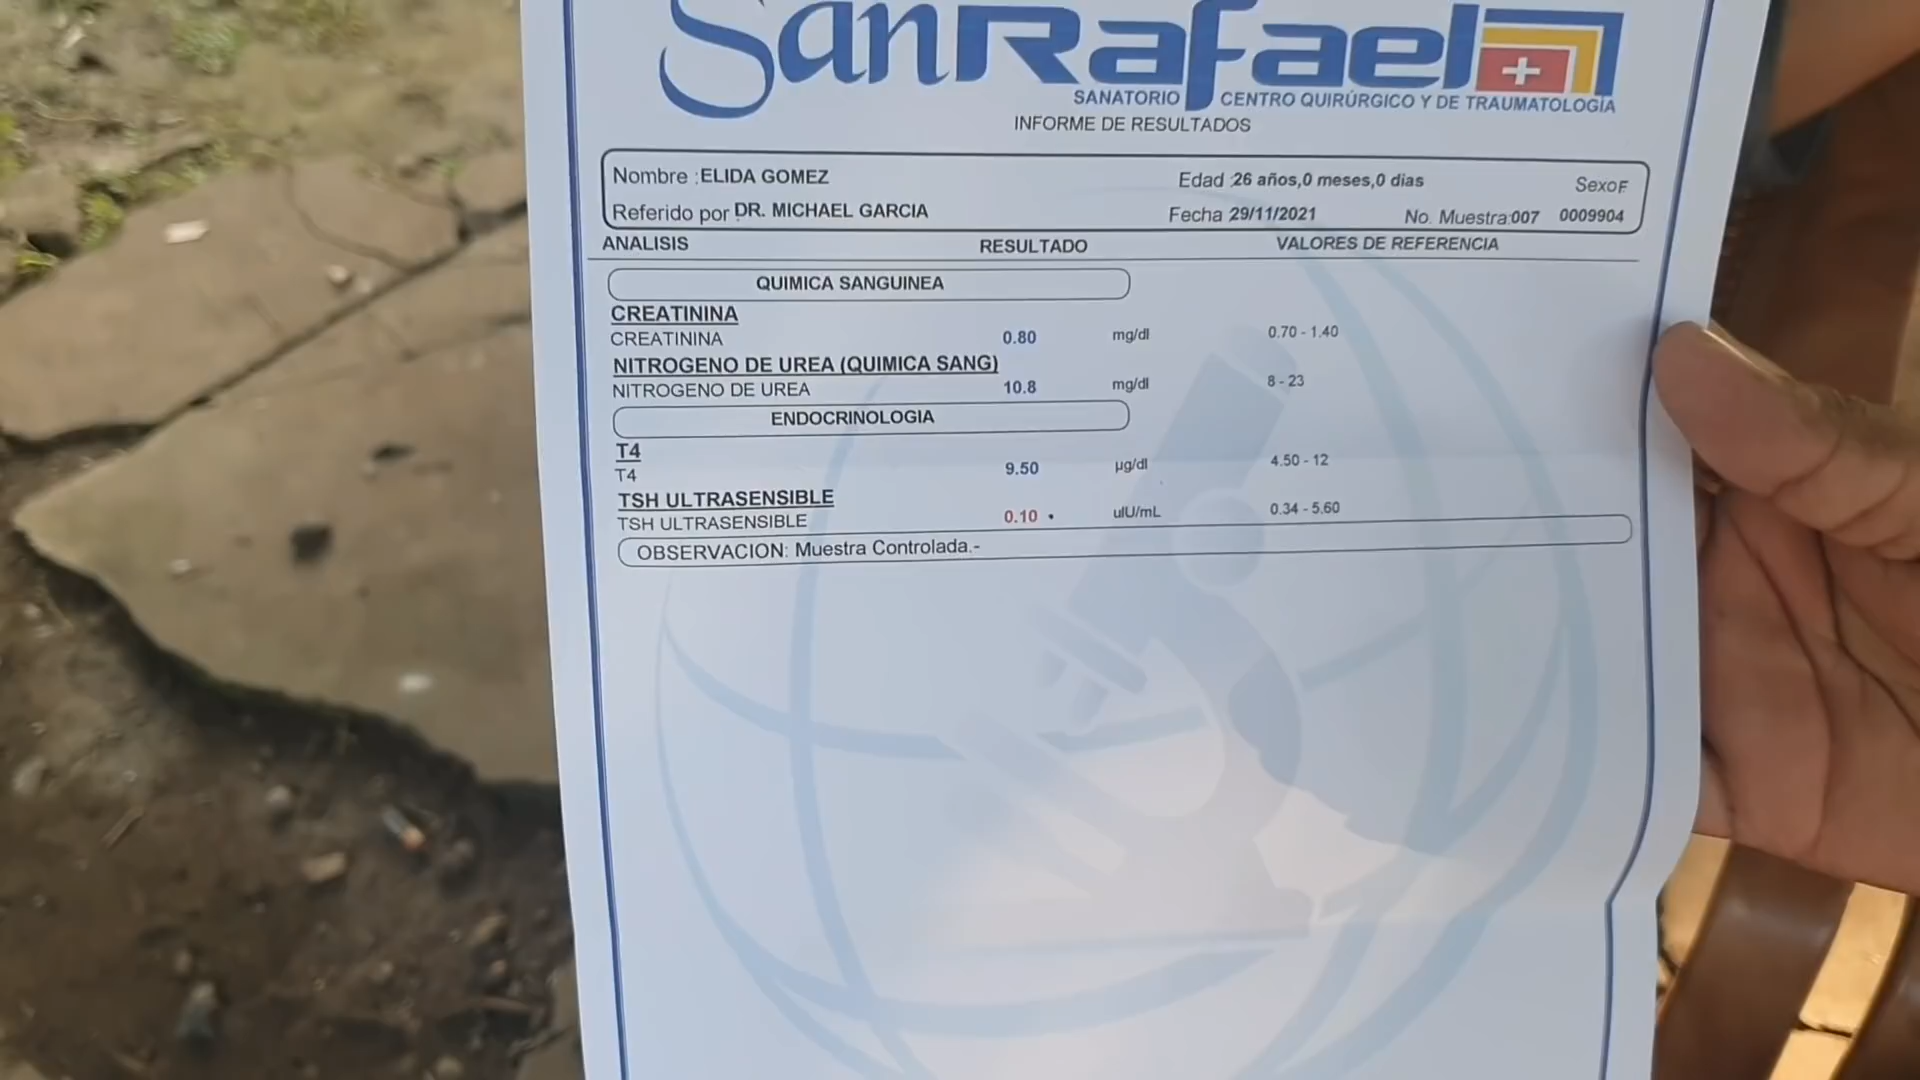 SanRafael
SANATORIO CENTRO QUIRÚRGICO Y DE TRAUMATOLOGÍA
INFORME DE RESULTADOS
Nombre :ELIDA GOMEZ Edad :26 años,0 meses,0 dias Sexo F
Referido por DR. MICHAEL GARCIA Fecha 29/11/2021 No. Muestra:007 0009904
ANALISIS RESULTADO VALORES DE REFERENCIA
QUIMICA SANGUINEA
CREATININA
CREATININA 0.80 mg/dl 0.70 - 1.40
NITROGENO DE UREA (QUIMICA SANG)
NITROGENO DE UREA 10.8 mg/dl 8 - 23
ENDOCRINOLOGIA
T4
T4 9.50 µg/dl 4.50 - 12
TSH ULTRASENSIBLE
TSH ULTRASENSIBLE 0.10 • uIU/mL 0.34 - 5.60
OBSERVACION: Muestra Controlada.-